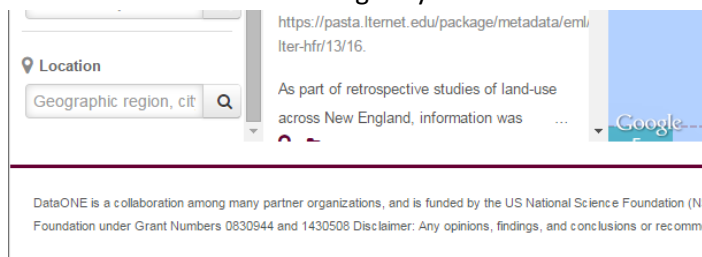 https://pasta.lternet.edu/package/metadata/eml/
lter-hfr/13/16.
Location
Geographic region, cit
As part of retrospective studies of land-use
across New England, information was ...
Google
DataONE is a collaboration among many partner organizations, and is funded by the US National Science Foundation (N
Foundation under Grant Numbers 0830944 and 1430508 Disclaimer: Any opinions, findings, and conclusions or recomm